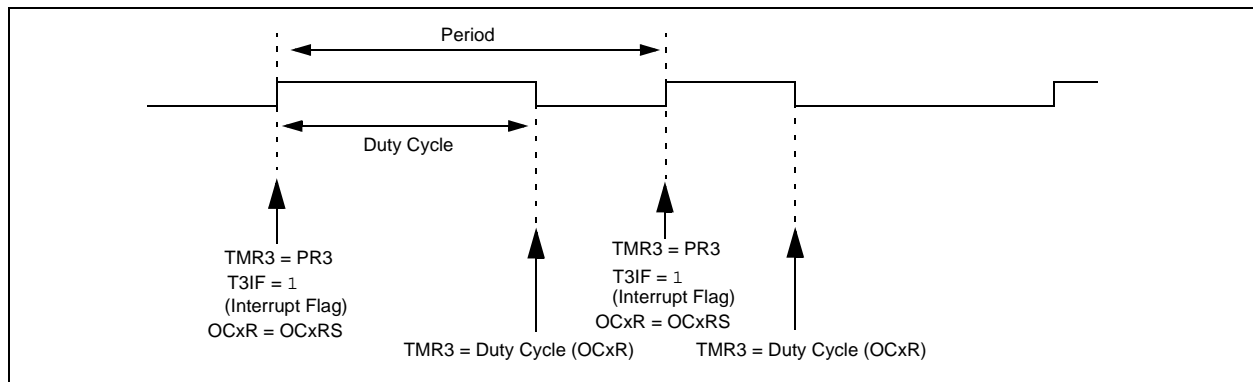 Period
Duty Cycle
TMR3 = PR3
T3IF = 1
(Interrupt Flag)
OCxR = OCxRS
TMR3 = Duty Cycle (OCxR)
TMR3 = PR3
T3IF = 1
(Interrupt Flag)
OCxR = OCxRS
TMR3 = Duty Cycle (OCxR)